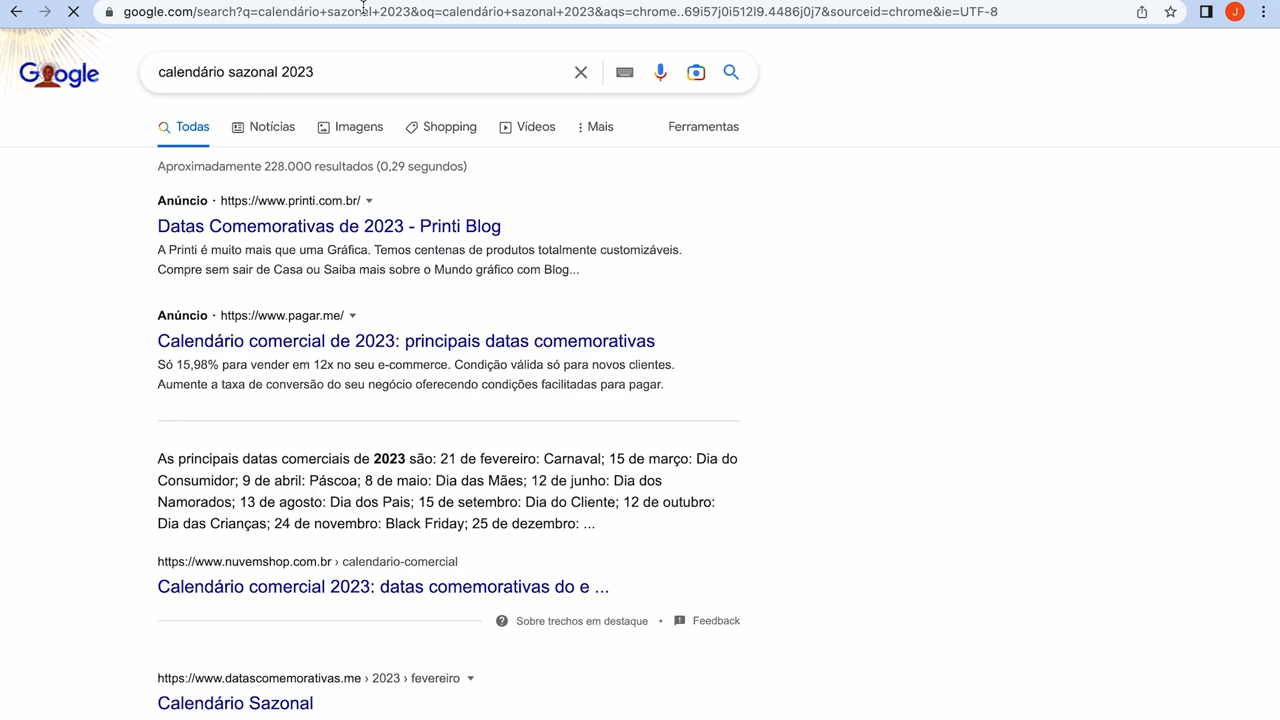 google.com/search?q=calendário+sazonal+2023&oq=calendário+sazonal+2023&aqs=chrome..69i57j0i512l9.4486j0j7&sourceid=chrome&ie=UTF-8
J
Google
calendário sazonal 2023
Todas Notícias Imagens Shopping Vídeos Mais Ferramentas
Aproximadamente 228.000 resultados (0,29 segundos)
Anúncio · https://www.printi.com.br/
Datas Comemorativas de 2023 - Printi Blog
A Printi é muito mais que uma Gráfica. Temos centenas de produtos totalmente customizáveis.
Compre sem sair de Casa ou Saiba mais sobre o Mundo gráfico com Blog...
Anúncio · https://www.pagar.me/
Calendário comercial de 2023: principais datas comemorativas
Só 15,98% para vender em 12x no seu e-commerce. Condição válida só para novos clientes.
Aumente a taxa de conversão do seu negócio oferecendo condições facilitadas para pagar.
As principais datas comerciais de 2023 são: 21 de fevereiro: Carnaval; 15 de março: Dia do
Consumidor; 9 de abril: Páscoa; 8 de maio: Dia das Mães; 12 de junho: Dia dos
Namorados; 13 de agosto: Dia dos Pais; 15 de setembro: Dia do Cliente; 12 de outubro:
Dia das Crianças; 24 de novembro: Black Friday; 25 de dezembro: ...
https://www.nuvemshop.com.br › calendario-comercial
Calendário comercial 2023: datas comemorativas do e ...
Sobre trechos em destaque • Feedback
https://www.datascomemorativas.me › 2023 › fevereiro
Calendário Sazonal